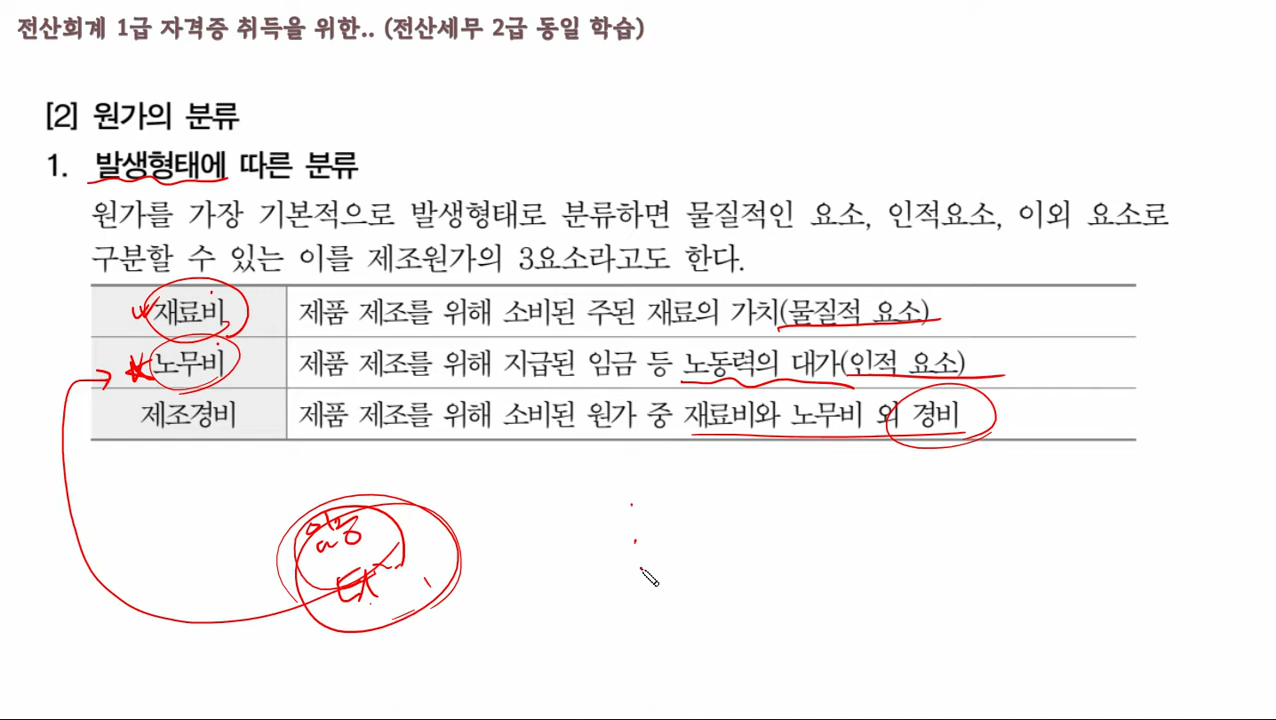 전산회계 1급 자격증 취득을 위한.. (전산세무 2급 동일 학습)
[2] 원가의 분류
1. 발생형태에 따른 분류
원가를 가장 기본적으로 발생형태로 분류하면 물질적인 요소, 인적요소, 이외 요소로
구분할 수 있는 이를 제조원가의 3요소라고도 한다.
재료비 제품 제조를 위해 소비된 주된 재료의 가치(물질적 요소)
노무비 제품 제조를 위해 지급된 임금 등 노동력의 대가(인적 요소)
제조경비 제품 제조를 위해 소비된 원가 중 재료비와 노무비 외 경비